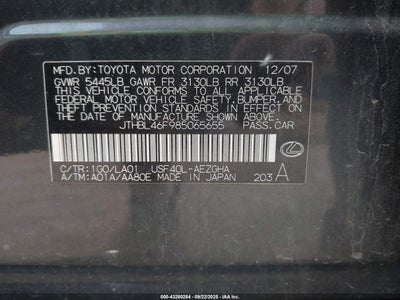 MFD.BY:TOYOTA MOTOR CORPORATION 12/07
GVWR 5445LB GAWR FR 3130LB RR 3130LB
THIS VEHICLE CONFORMS TO ALL APPLICABLE
FEDERAL MOTOR VEHICLE SAFETY,BUMPER,AND
THEFT PREVENTION STANDARDS IN EFFECT ON
THE DATE OF MANUFACTURE SHOWN ABOVE.
JTHBL46F985065655 PASS.CAR
C/TR:1G0/LA01 USF40L-AEZGHA
A/TM:A01A/AA80E MADE IN JAPAN 203 A
000-43280284 - 09/22/2025 - IAA, Inc.